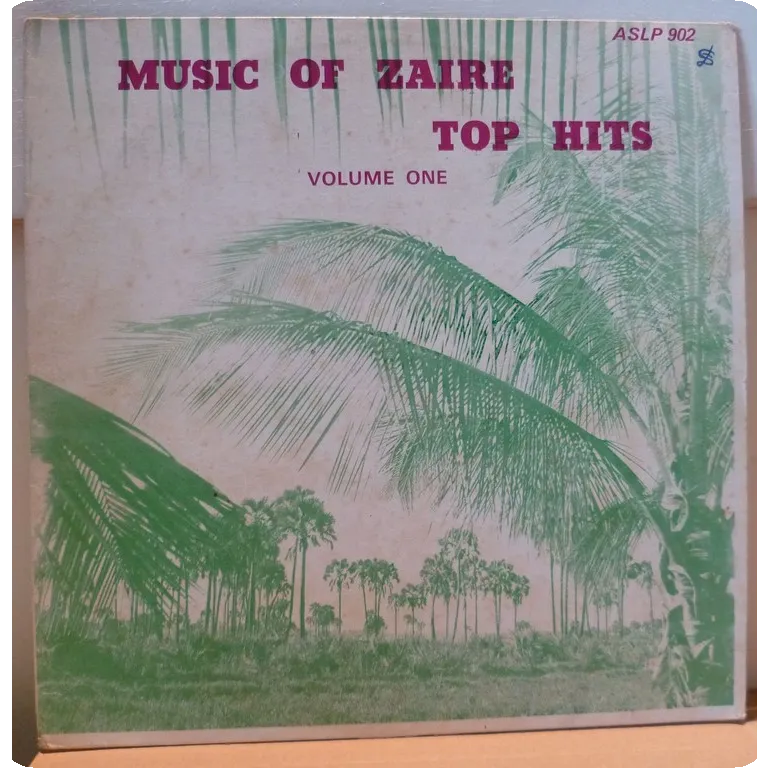 ASLP 902
MUSIC OF ZAIRE
TOP HITS
VOLUME ONE